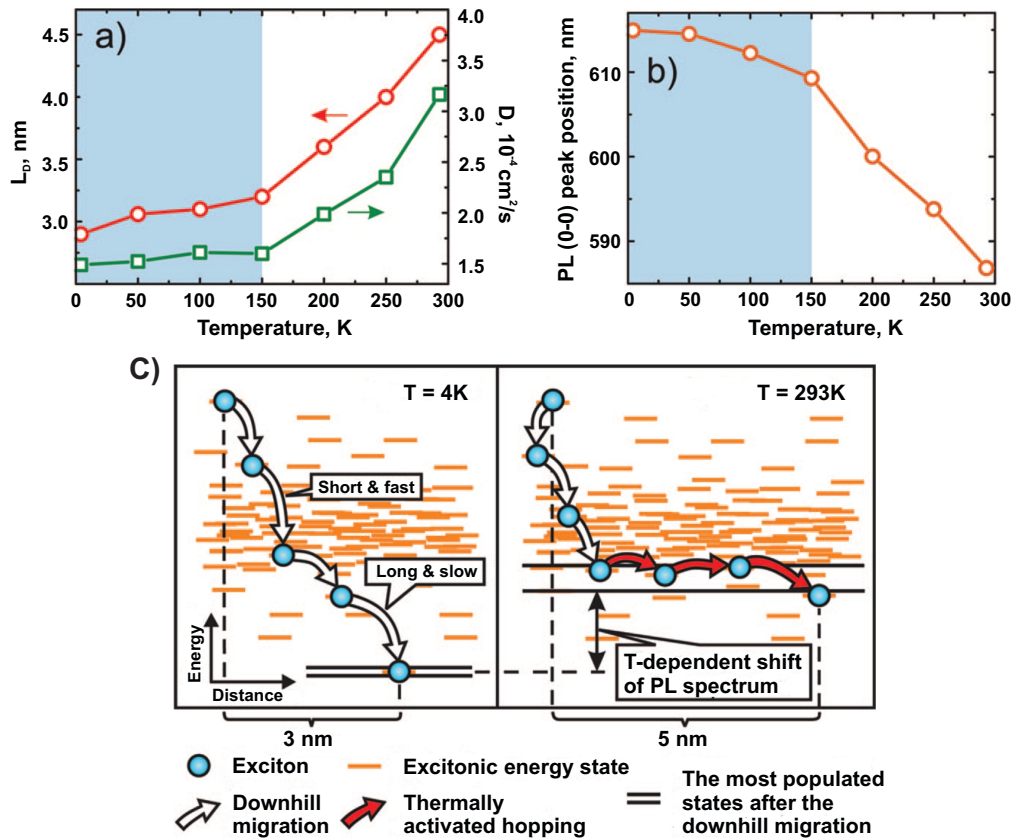 a)
4.5
4.0
3.5
3.0
L_D, nm
4.0
3.5
3.0
2.5
2.0
1.5
D, 10⁻⁴ cm²/s
0 50 100 150 200 250 300
Temperature, K
b)
610
600
590
PL (0-0) peak position, nm
0 50 100 150 200 250 300
Temperature, K
C)
T = 4K
Short & fast
Long & slow
Energy
Distance
3 nm
T = 293K
T-dependent shift
of PL spectrum
5 nm
Exciton
Excitonic energy state
The most populated
states after the
downhill migration
Downhill
migration
Thermally
activated hopping